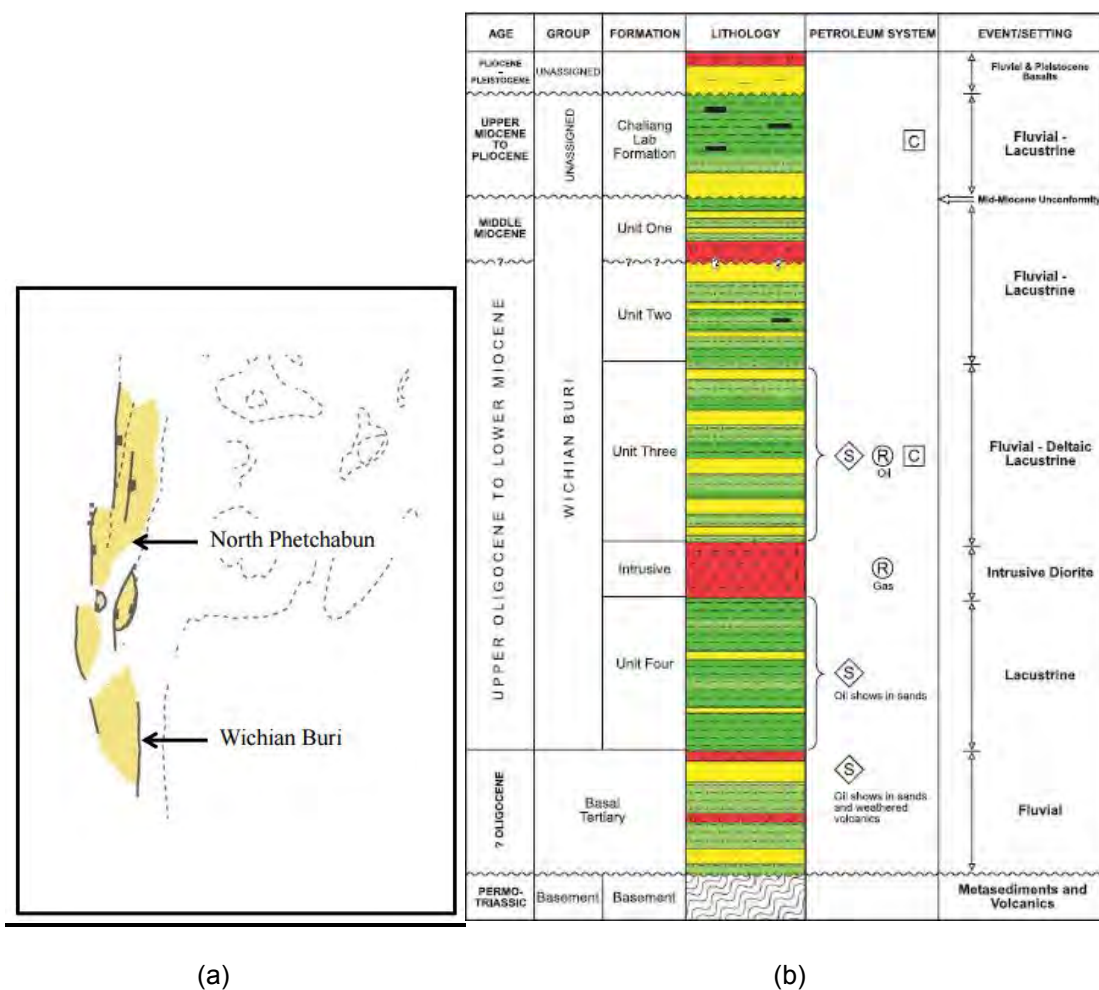 North Phetchabun
Wichian Buri
(a)
AGE GROUP FORMATION LITHOLOGY PETROLEUM SYSTEM EVENT/SETTING
PLIOCENE
-
PLEISTOCENE
UNASSIGNED
Fluvial & Pleistocene
Basalts
UPPER
MIOCENE
TO
PLIOCENE
UNASSIGNED
Chaliang
Lab
Formation
C
Fluvial -
Lacustrine
Mid-Miocene Unconformity
MIDDLE
MIOCENE
Unit One
?
? ?
? ?
Fluvial -
Lacustrine
UPPER OLIGOCENE TO LOWER MIOCENE
WICHIAN BURI
Unit Two
Unit Three
S R C
Oil
Fluvial - Deltaic
Lacustrine
Intrusive
R
Gas
Intrusive Diorite
Unit Four
S
Oil shows in sands
Lacustrine
? OLIGOCENE
Basal
Tertiary
S
Oil shows in sands
and weathered
volcanics
Fluvial
PERMO-
TRIASSIC
Basement
Basement
Metasediments and
Volcanics
(b)